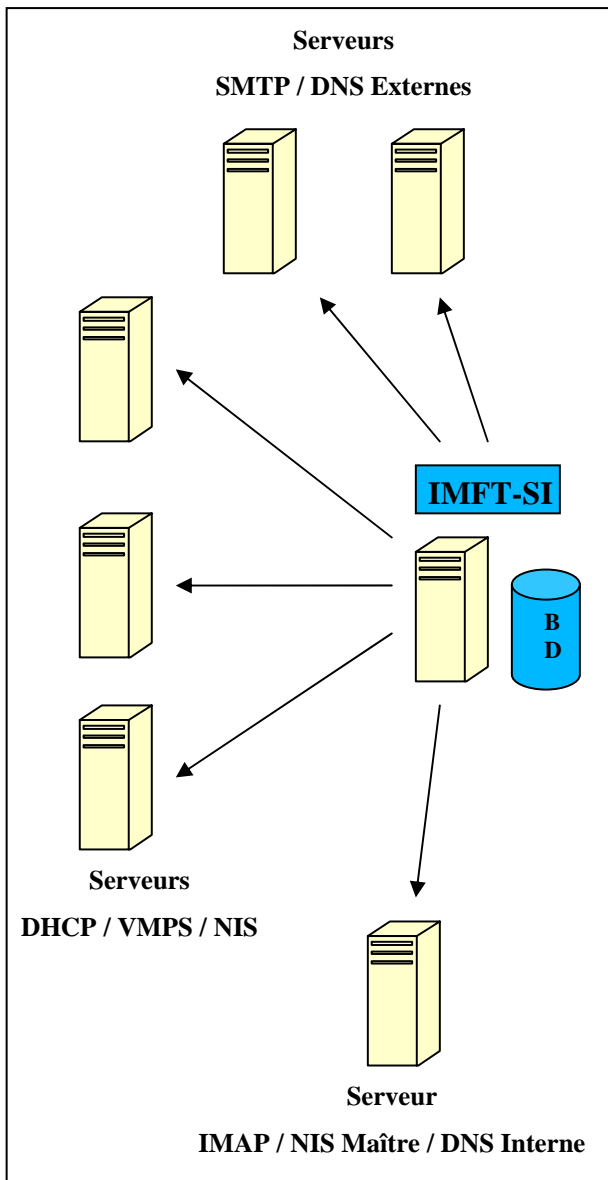 Serveurs
SMTP / DNS Externes
IMFT-SI
B
D
Serveurs
DHCP / VMPS / NIS
Serveur
IMAP / NIS Maître / DNS Interne